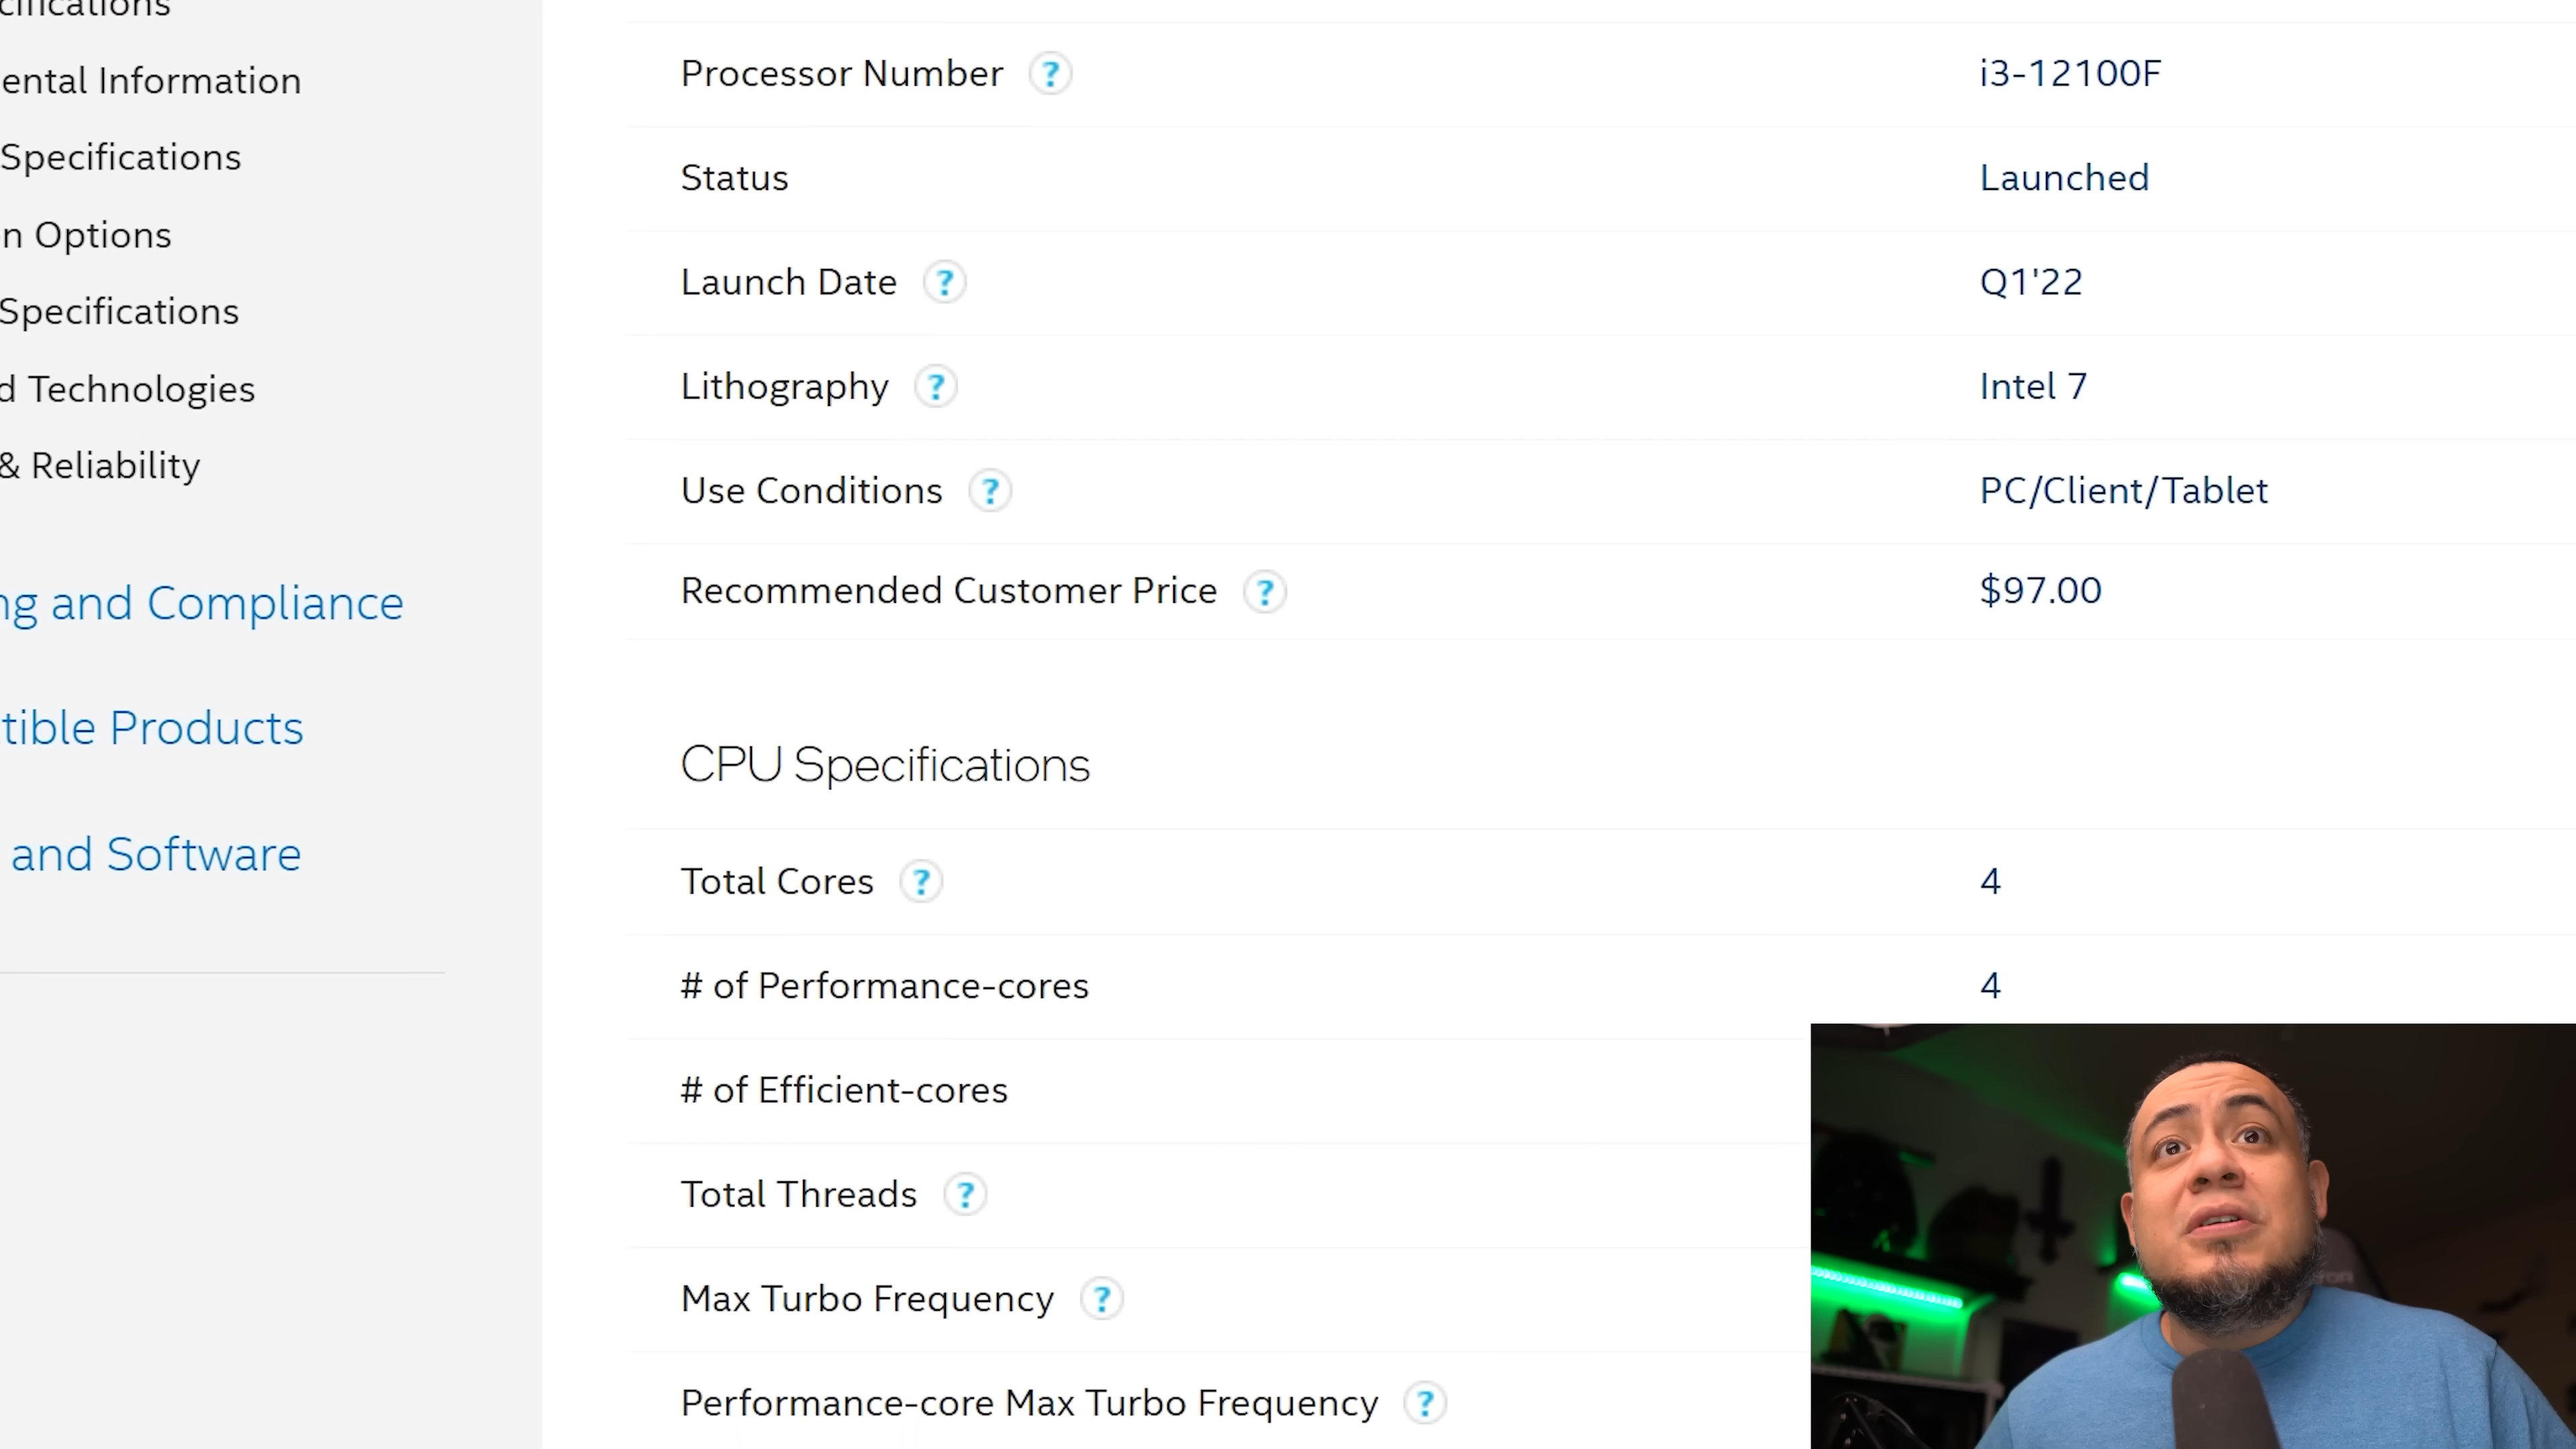 cifications
ental Information
Specifications
n Options
Specifications
d Technologies
& Reliability
ng and Compliance
tible Products
and Software
Processor Number ? i3-12100F
Status Launched
Launch Date ? Q1'22
Lithography ? Intel 7
Use Conditions ? PC/Client/Tablet
Recommended Customer Price ? $97.00
CPU Specifications
Total Cores ? 4
# of Performance-cores 4
# of Efficient-cores
Total Threads ?
Max Turbo Frequency ?
Performance-core Max Turbo Frequency ?